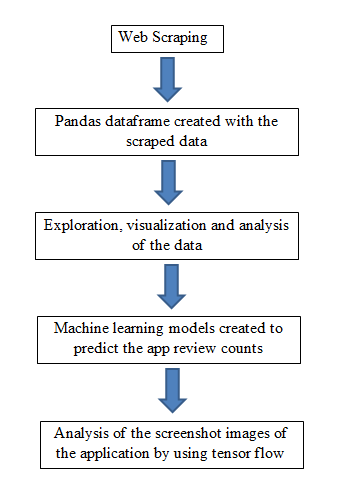 Web Scraping
Pandas dataframe created with the
scraped data
Exploration, visualization and analysis
of the data
Machine learning models created to
predict the app review counts
Analysis of the screenshot images of
the application by using tensor flow